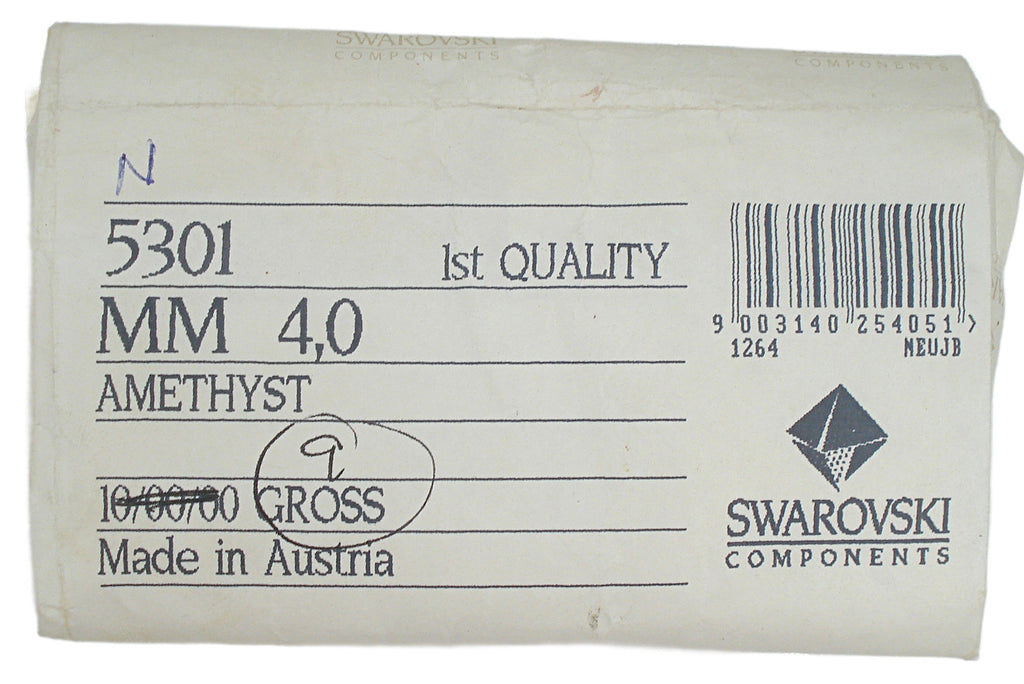 SWAROVSKI
COMPONENTS
COMPONENTS
N
5301 1st QUALITY
MM 4,0
AMETHYST
9
10/00/00 GROSS
Made in Austria
9 003140 254051 >
1264 NEUJB
SWAROVSKI
COMPONENTS